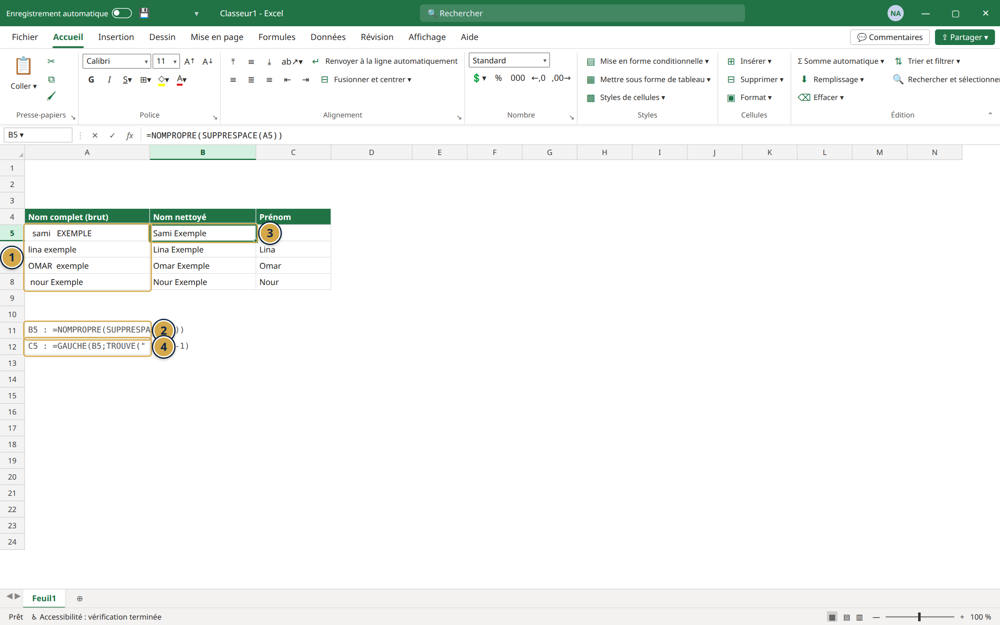 Enregistrement automatique
Classeur1 - Excel
Rechercher
NA
Fichier Accueil Insertion Dessin Mise en page Formules Données Révision Affichage Aide
Commentaires
Partager
Coller
Presse-papiers
Calibri 11 A A
G I S A
Police
ab Renvoyer à la ligne automatiquement
Fusionner et centrer
Alignement
Standard
% 000 ←,0 ,00→
Nombre
Mise en forme conditionnelle
Mettre sous forme de tableau
Styles de cellules
Styles
Insérer
Supprimer
Format
Cellules
Σ Somme automatique
Remplissage
Effacer
Trier et filtrer
Rechercher et sélectionner
Édition
B5 fx =NOMPROPRE(SUPPRESPACE(A5))
A B C D E F G H I J K L M N
1
2
3
4 Nom complet (brut) Nom nettoyé Prénom
5 sami EXEMPLE Sami Exemple 3
lina exemple Lina Exemple Lina
1
OMAR exemple Omar Exemple Omar
8 nour Exemple Nour Exemple Nour
9
10
11 B5 : =NOMPROPRE(SUPPRESPA 2 ))
12 C5 : =GAUCHE(B5;TROUVE(" 4 -1)
13
14
15
16
17
18
19
20
21
22
23
24
Feuil1
Prêt Accessibilité : vérification terminée
— + 100 %